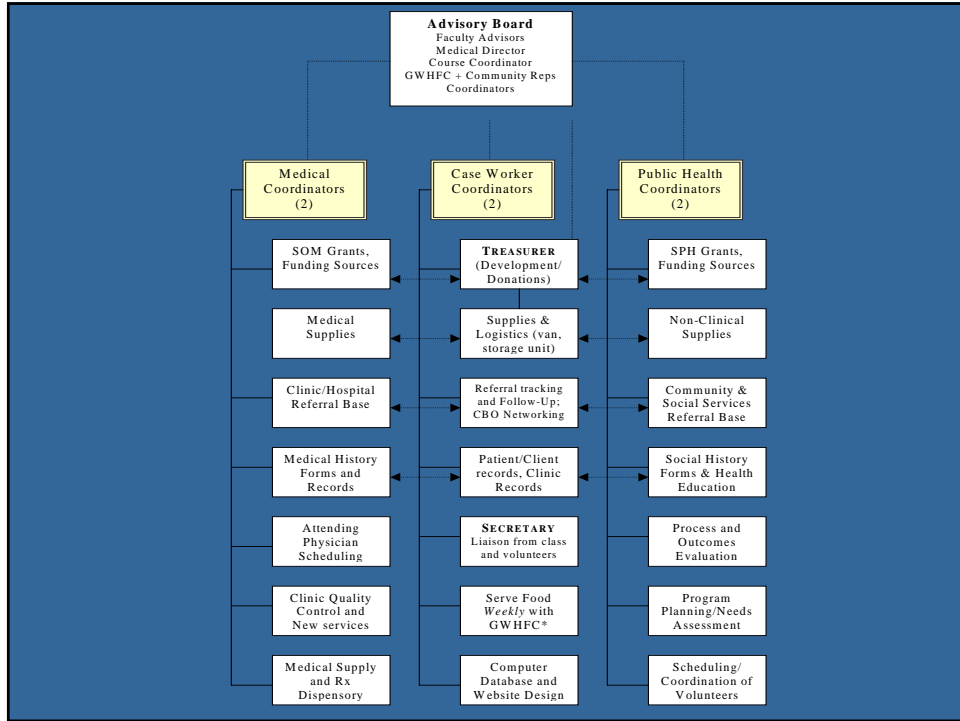 Advisory Board
Faculty Advisors
Medical Director
Course Coordinator
GWHFC + Community Reps
Coordinators
Medical
Coordinators
(2)
Case Worker
Coordinators
(2)
Public Health
Coordinators
(2)
SOM Grants,
Funding Sources
TREASURER
(Development/
Donations)
SPH Grants,
Funding Sources
Medical
Supplies
Supplies &
Logistics (van,
storage unit)
Non-Clinical
Supplies
Clinic/Hospital
Referral Base
Referral tracking
and Follow-Up;
CBO Networking
Community &
Social Services
Referral Base
Medical History
Forms and
Records
Patient/Client
records, Clinic
Records
Social History
Forms & Health
Education
Attending
Physician
Scheduling
SECRETARY
Liaison from class
and volunteers
Process and
Outcomes
Evaluation
Clinic Quality
Control and
New services
Serve Food
Weekly with
GWHFC*
Program
Planning/Needs
Assessment
Medical Supply
and Rx
Dispensory
Computer
Database and
Website Design
Scheduling/
Coordination of
Volunteers